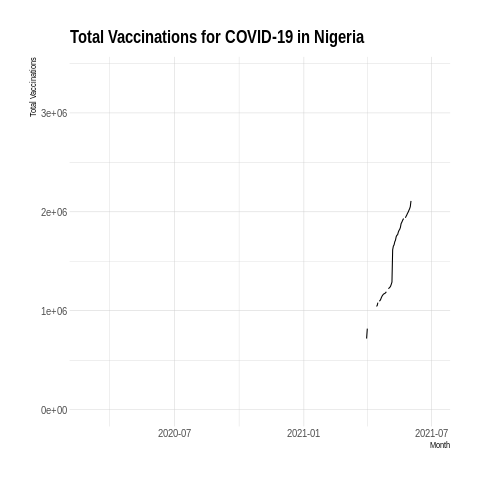 Total Vaccinations for COVID-19 in Nigeria
Total Vaccinations
3e+06
2e+06
1e+06
0e+00
2020-07 2021-01 2021-07
Month